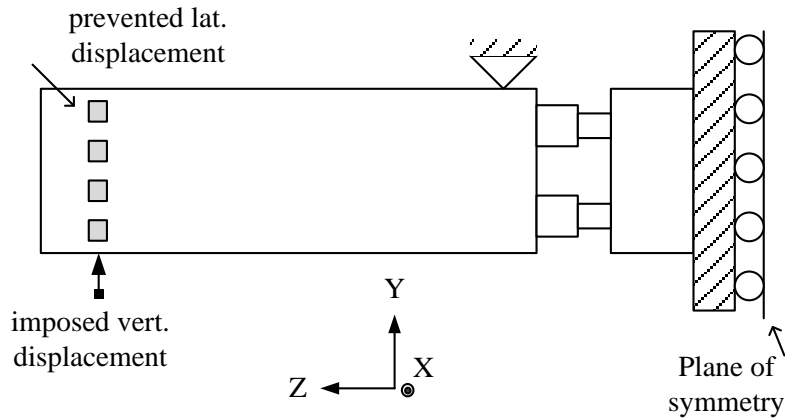 prevented lat.
displacement
imposed vert.
displacement
Y
Z
X
Plane of
symmetry